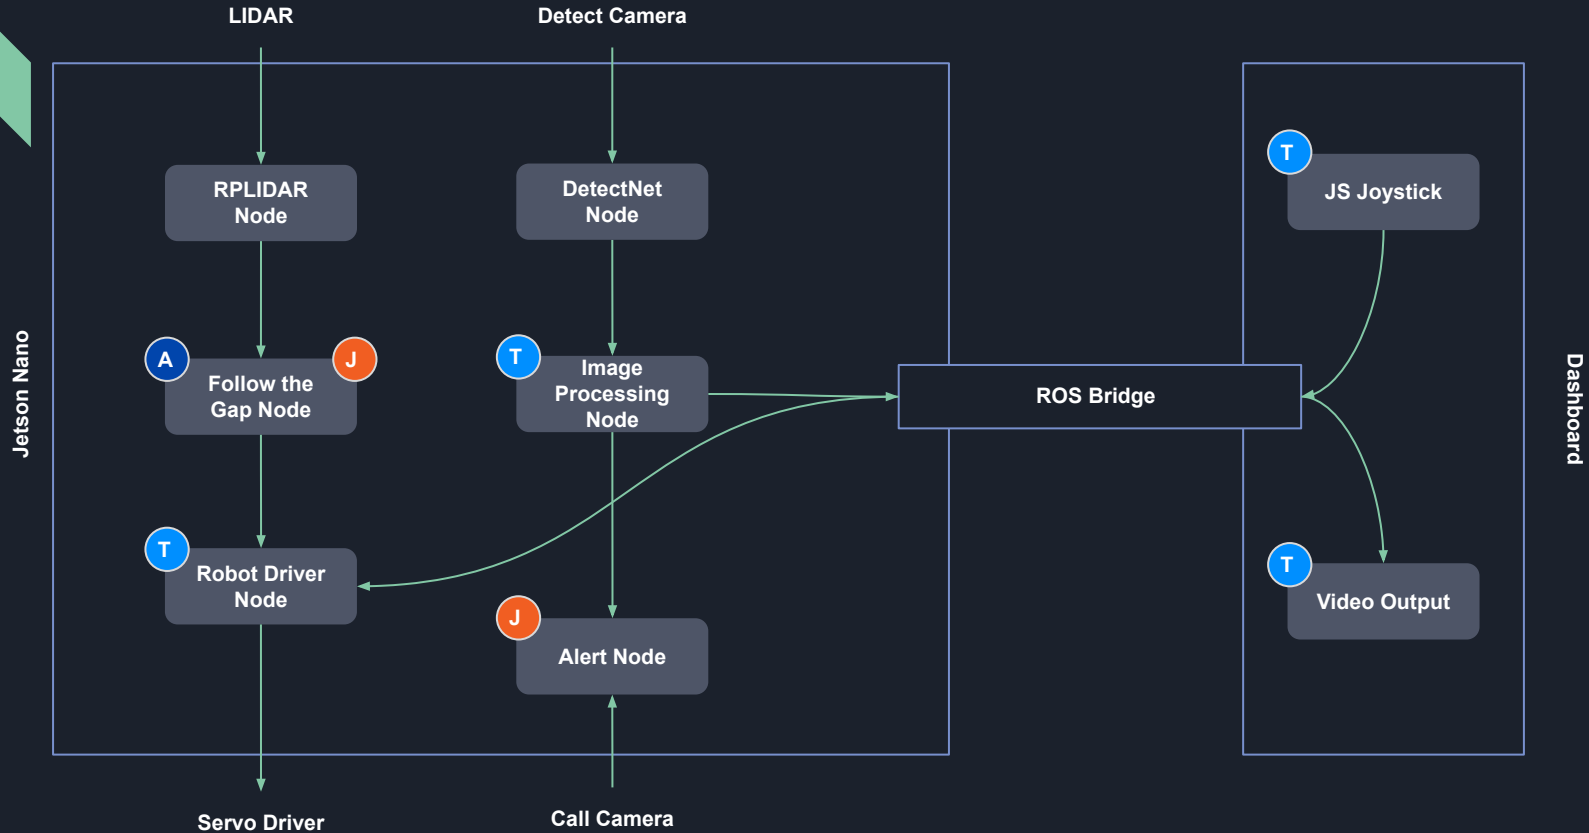 LIDAR
Detect Camera
Jetson Nano
RPLIDAR
Node
DetectNet
Node
T
JS Joystick
A
J
Follow the
Gap Node
T
Image
Processing
Node
ROS Bridge
Dashboard
T
Robot Driver
Node
J
Alert Node
T
Video Output
Servo Driver
Call Camera